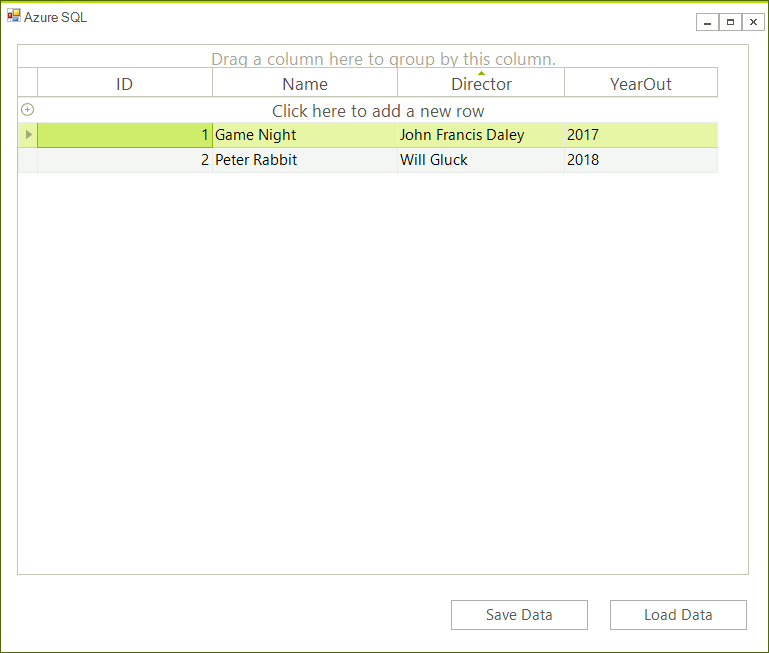 Azure SQL
Drag a column here to group by this column.
ID Name Director YearOut
Click here to add a new row
1 Game Night John Francis Daley 2017
2 Peter Rabbit Will Gluck 2018
Save Data Load Data